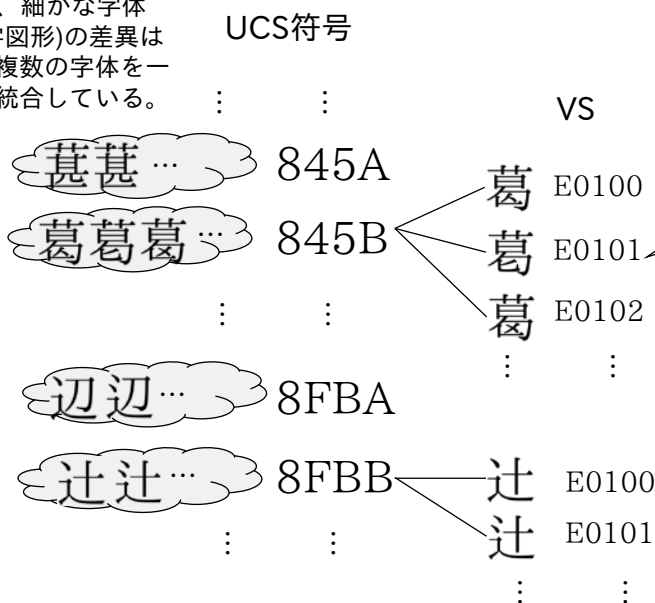 、細かな字体
字図形)の差異は
複数の字体を一
統合している。
UCS符号
⋮ ⋮
VS
葚葚… 845A
葛葛葛… 845B
葛 E0100
葛 E0101
葛 E0102
⋮ ⋮
⋮ ⋮
辺辺… 8FBA
辻辻… 8FBB
辻 E0100
辻 E0101
⋮ ⋮
⋮ ⋮